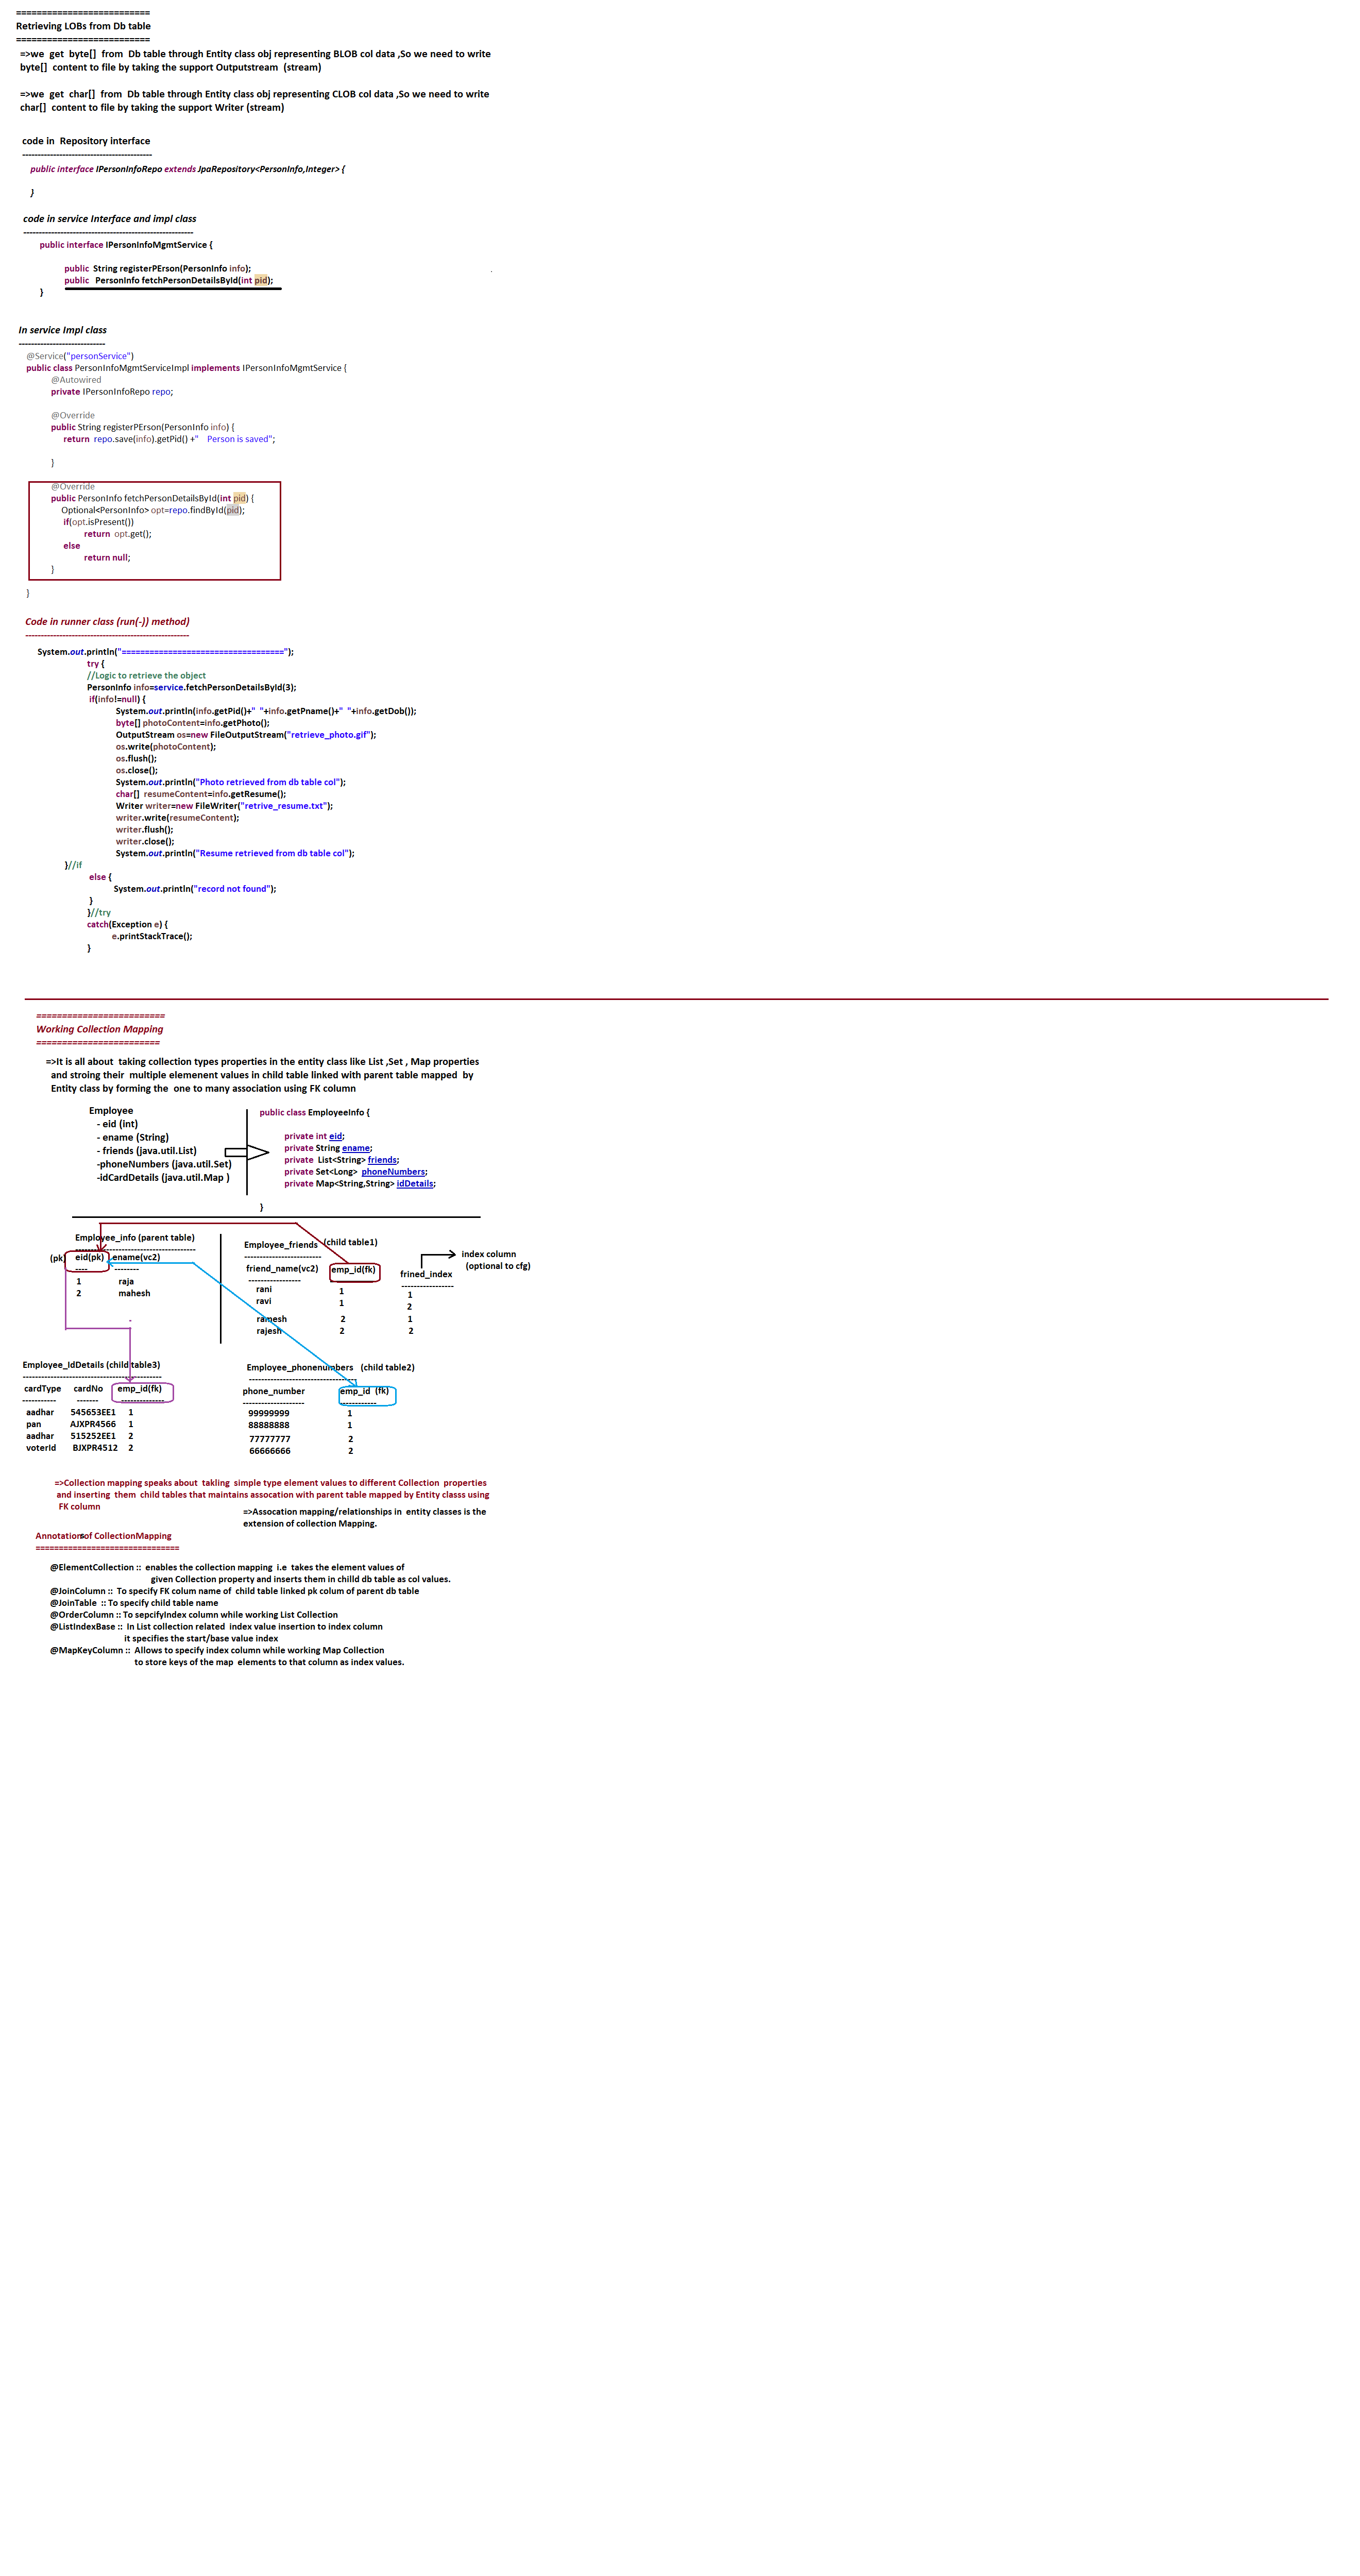 ==========================
Retrieving LOBs from Db table
==========================
=>we get byte[] from Db table through Entity class obj representing BLOB col data ,So we need to write
byte[] content to file by taking the support Outputstream (stream)
=>we get char[] from Db table through Entity class obj representing CLOB col data ,So we need to write
char[] content to file by taking the support Writer (stream)
code in Repository interface
------------------------------------------
public interface IPersonInfoRepo extends JpaRepository<PersonInfo,Integer> {
}
code in service Interface and impl class
-------------------------------------------------------
public interface IPersonInfoMgmtService {
public String registerPErson(PersonInfo info);
public PersonInfo fetchPersonDetailsById(int pid);
}
In service Impl class
----------------------------
@Service("personService")
public class PersonInfoMgmtServiceImpl implements IPersonInfoMgmtService {
@Autowired
private IPersonInfoRepo repo;
@Override
public String registerPErson(PersonInfo info) {
return repo.save(info).getPid() +" Person is saved";
}
@Override
public PersonInfo fetchPersonDetailsById(int pid) {
Optional<PersonInfo> opt=repo.findById(pid);
if(opt.isPresent())
return opt.get();
else
return null;
}
}
Code in runner class (run(-)) method)
-----------------------------------------------------
System.out.println("====================================");
try {
//Logic to retrieve the object
PersonInfo info=service.fetchPersonDetailsById(3);
if(info!=null) {
System.out.println(info.getPid()+" "+info.getPname()+" "+info.getDob());
byte[] photoContent=info.getPhoto();
OutputStream os=new FileOutputStream("retrieve_photo.gif");
os.write(photoContent);
os.flush();
os.close();
System.out.println("Photo retrieved from db table col");
char[] resumeContent=info.getResume();
Writer writer=new FileWriter("retrive_resume.txt");
writer.write(resumeContent);
writer.flush();
writer.close();
System.out.println("Resume retrieved from db table col");
}//if
else {
System.out.println("record not found");
}
}//try
catch(Exception e) {
e.printStackTrace();
}
=========================
Working Collection Mapping
========================
=>It is all about taking collection types properties in the entity class like List ,Set , Map properties
and stroing their multiple elemenent values in child table linked with parent table mapped by
Entity class by forming the one to many association using FK column
Employee
- eid (int)
- ename (String)
- friends (java.util.List)
-phoneNumbers (java.util.Set)
-idCardDetails (java.util.Map )
public class EmployeeInfo {
private int eid;
private String ename;
private List<String> friends;
private Set<Long> phoneNumbers;
private Map<String,String> idDetails;
}
Employee_info (parent table)
---------------------------------------
(pk) eid(pk) ename(vc2)
---- --------
1 raja
2 mahesh
Employee_friends (child table1)
-------------------------
friend_name(vc2) emp_id(fk) frined_index
----------------- -------------- -----------------
rani 1 1
ravi 1 2
ramesh 2 1
rajesh 2 2
index column
(optional to cfg)
Employee_IdDetails (child table3)
---------------------------------------------
cardType cardNo emp_id(fk)
----------- ------- --------------
aadhar 545653EE1 1
pan AJXPR4566 1
aadhar 515252EE1 2
voterId BJXPR4512 2
Employee_phonenumbers (child table2)
-----------------------------------
phone_number emp_id (fk)
-------------------- ------------
99999999 1
88888888 1
77777777 2
66666666 2
=>Collection mapping speaks about takling simple type element values to different Collection properties
and inserting them child tables that maintains assocation with parent table mapped by Entity classs using
FK column
=>Assocation mapping/relationships in entity classes is the
extension of collection Mapping.
Annotations of CollectionMapping
===============================
@ElementCollection :: enables the collection mapping i.e takes the element values of
given Collection property and inserts them in chilld db table as col values.
@JoinColumn :: To specify FK colum name of child table linked pk colum of parent db table
@JoinTable :: To specify child table name
@OrderColumn :: To sepcifyIndex column while working List Collection
@ListIndexBase :: In List collection related index value insertion to index column
it specifies the start/base value index
@MapKeyColumn :: Allows to specify index column while working Map Collection
to store keys of the map elements to that column as index values.